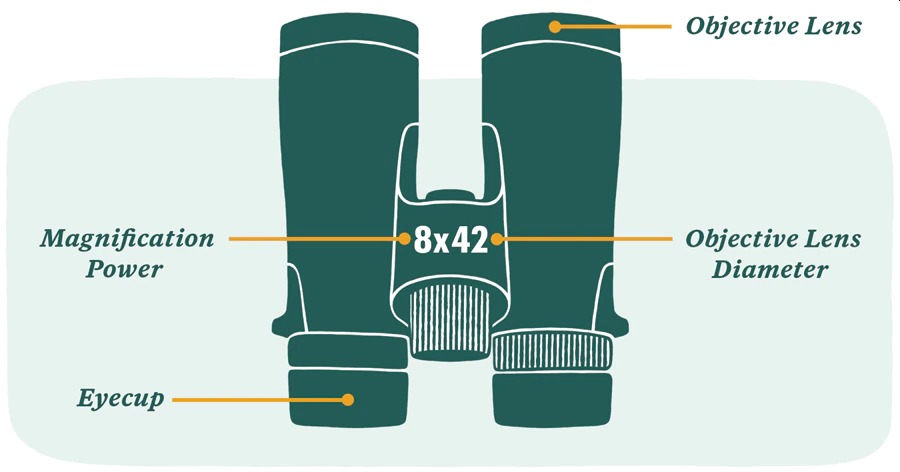 Objective Lens
Magnification
Power
8x42
Objective Lens
Diameter
Eyecup